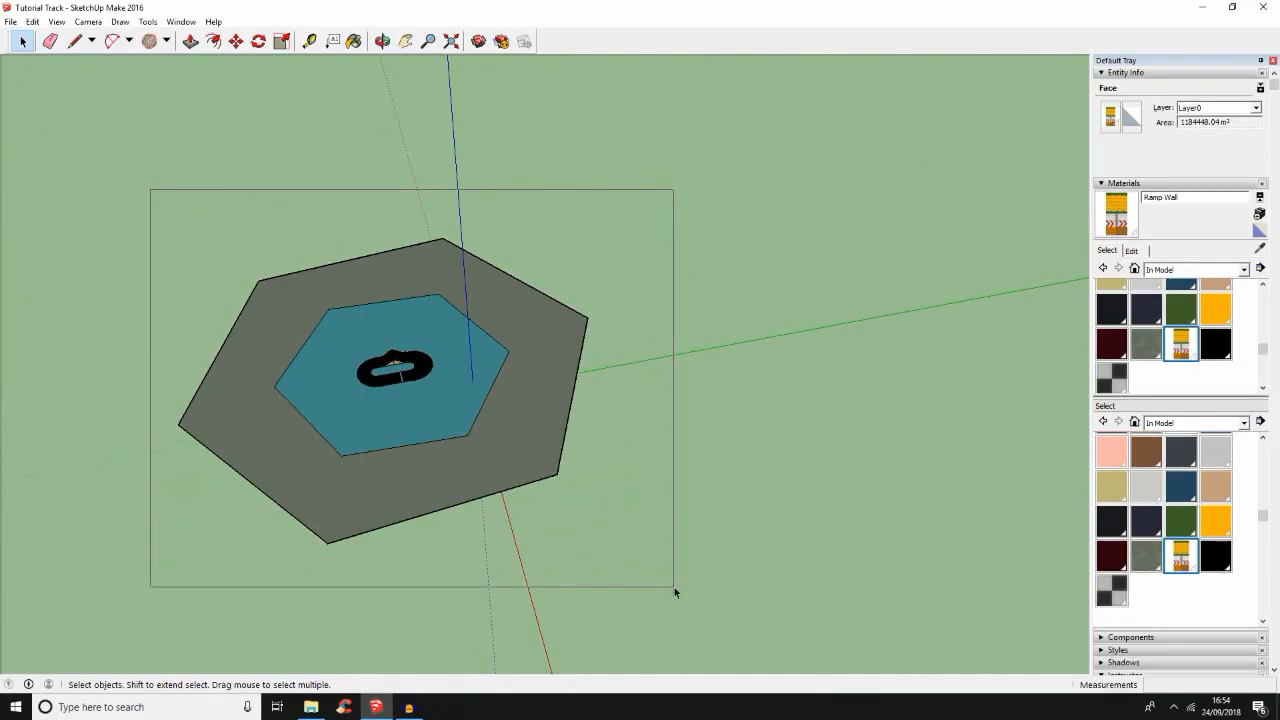 Tutorial Track - SketchUp Make 2016
File Edit View Camera Draw Tools Window Help
Default Tray
Entity Info
Face
Layer: Layer0
Area:
Materials
Ramp Wall
Select Edit
In Model
Select
In Model
Components
Styles
Shadows
Instructor
Select objects. Shift to extend select. Drag mouse to select multiple.
Measurements
Type here to search
16:54
24/09/2018